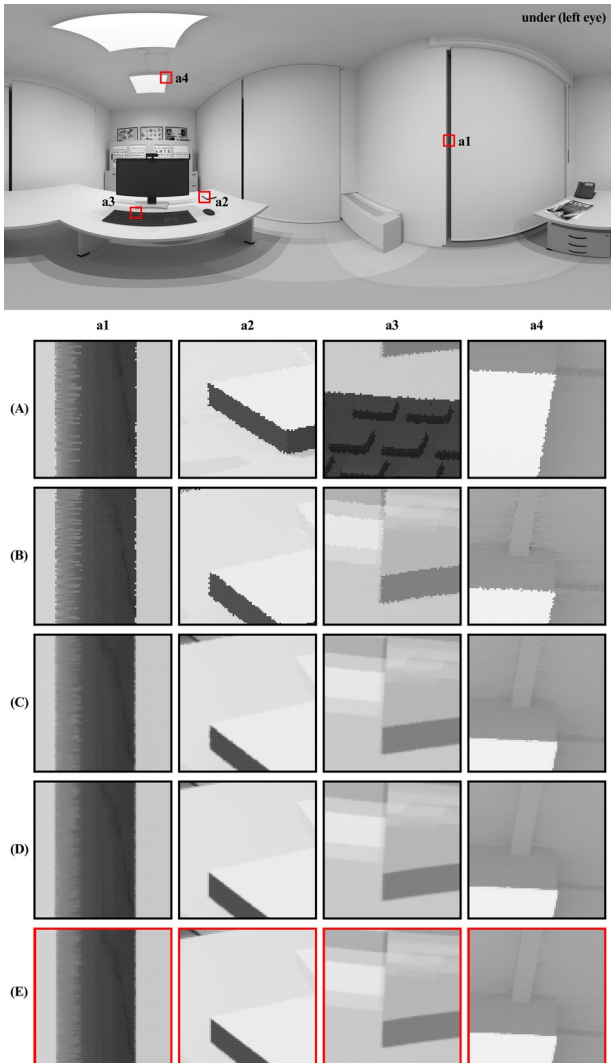 under (left eye)
a4
a1
a3
a2
a1 a2 a3 a4
(A)
(B)
(C)
(D)
(E)